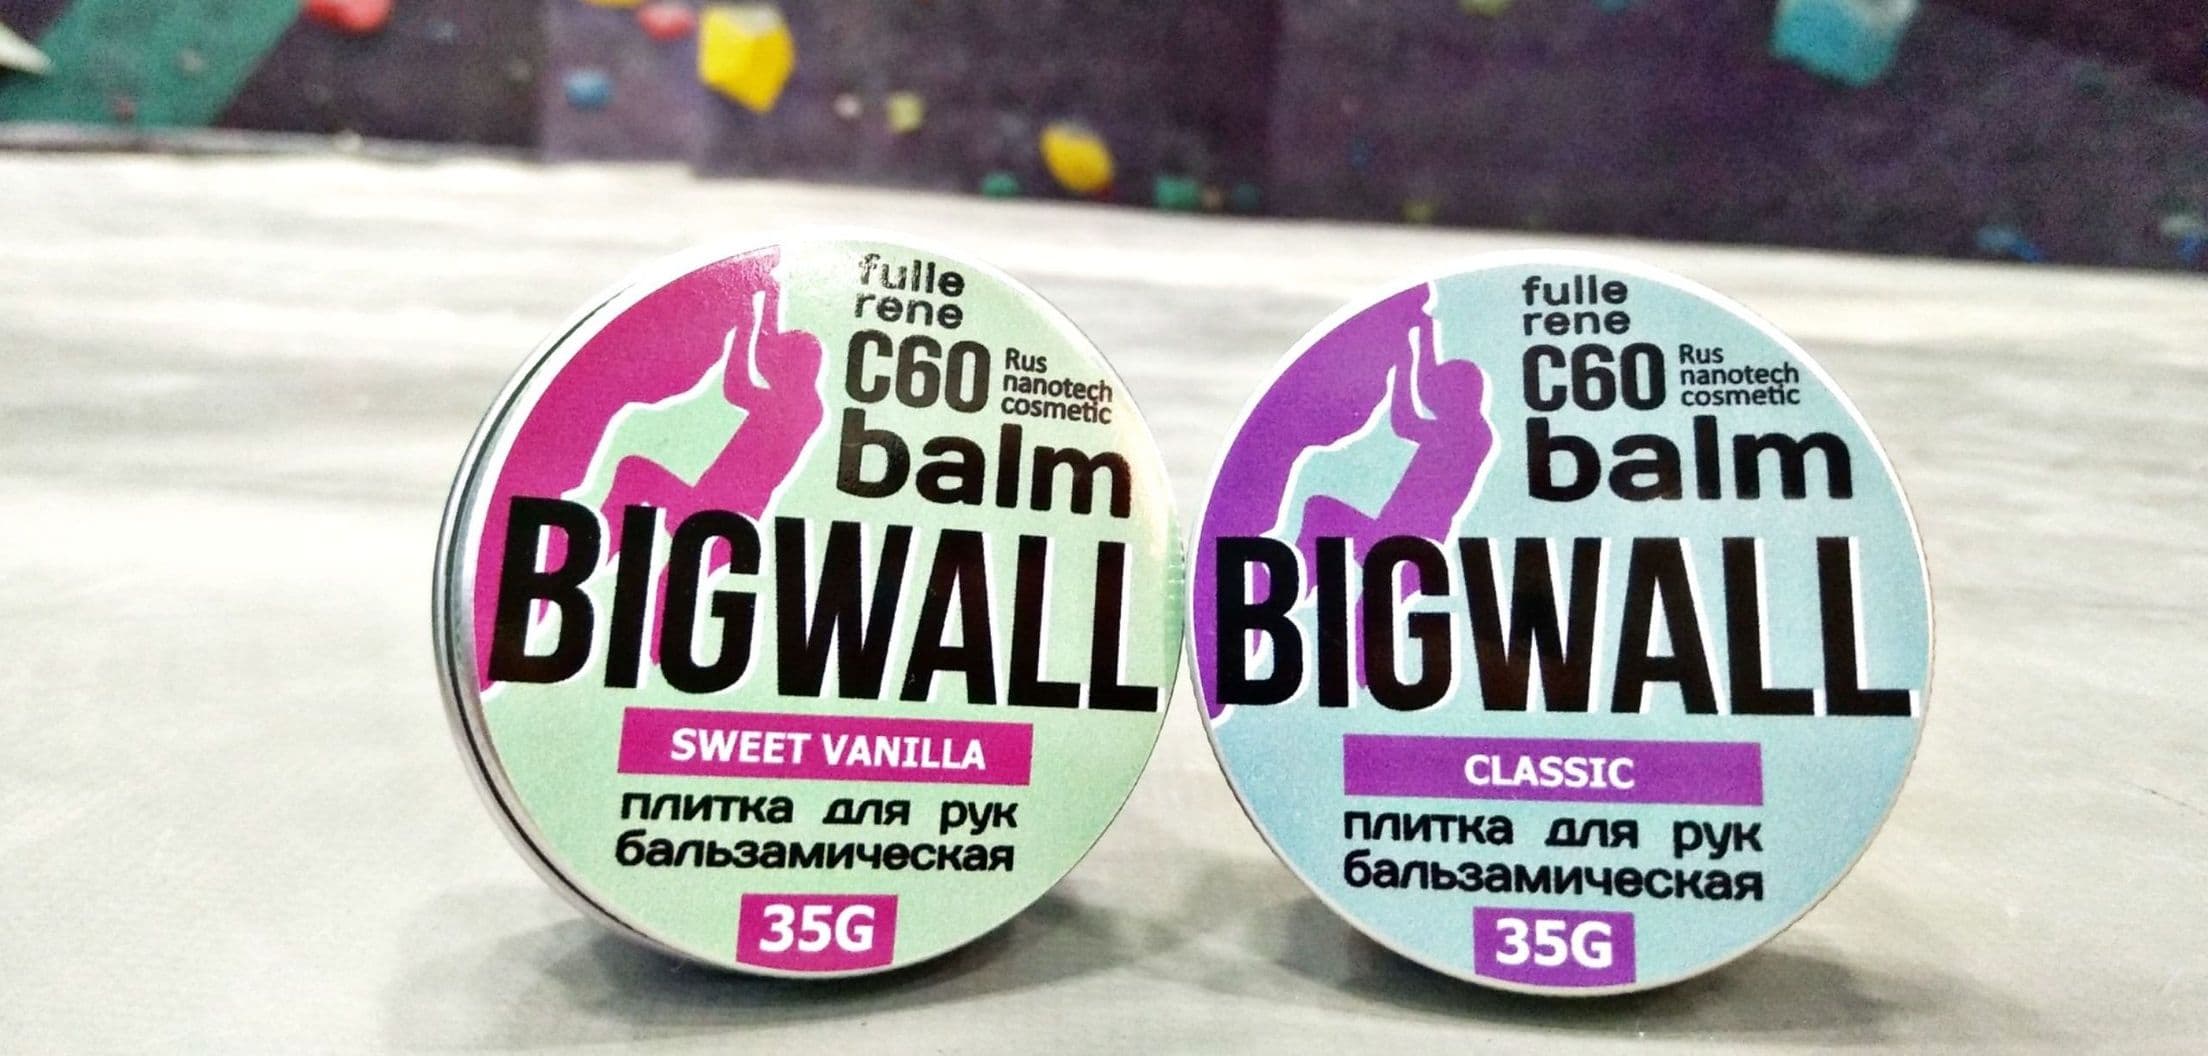 fulle
rene
C60
Rus
nanotech
cosmetic
balm
BIGWALL
SWEET VANILLA
плитка для рук
бальзамическая
35G
fulle
rene
C60
Rus
nanotech
cosmetic
balm
BIGWALL
CLASSIC
плитка для рук
бальзамическая
35G